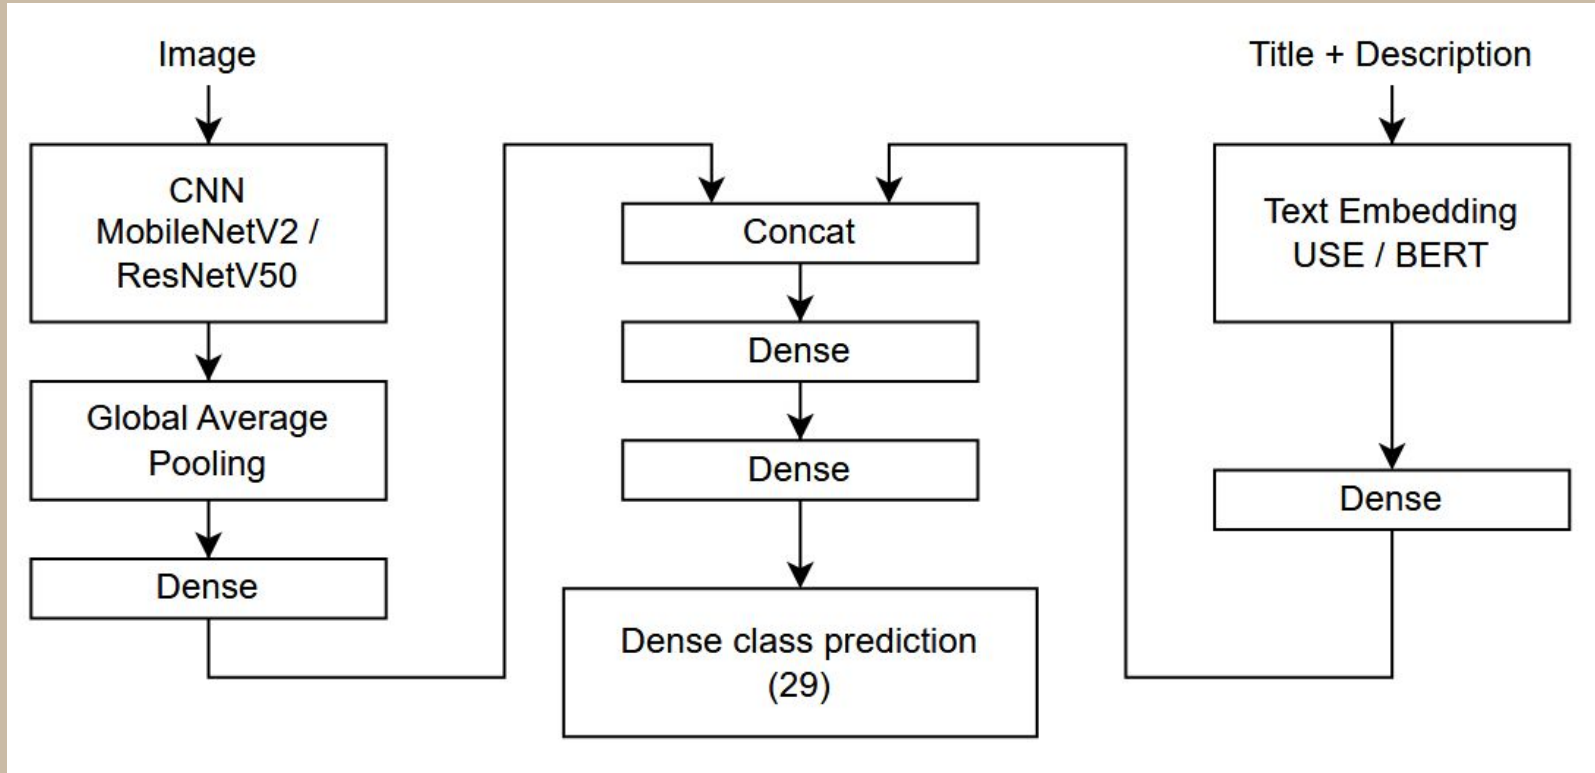 Image
CNN
MobileNetV2 /
ResNetV50
Global Average
Pooling
Dense
Concat
Dense
Dense
Dense class prediction
(29)
Title + Description
Text Embedding
USE / BERT
Dense